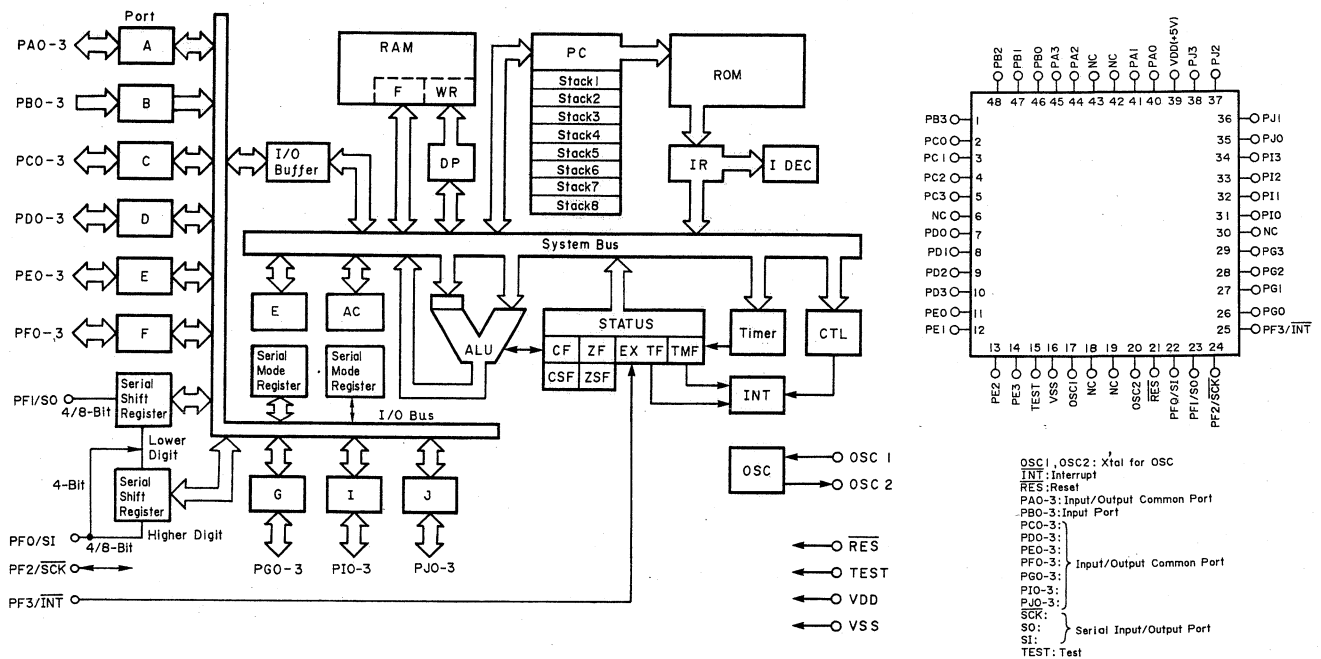 Port
PA0-3
A
PB0-3
B
PC0-3
C
PD0-3
D
PE0-3
E
PF0-3
F
PF1/SO
4/8-Bit
Serial
Shift
Register
Lower
Digit
4-Bit
Serial
Shift
Register
Higher Digit
PF0/SI
4/8-Bit
PF2/SCK
PF3/INT
I/O
Buffer
RAM
F
WR
DP
PC
Stack1
Stack2
Stack3
Stack4
Stack5
Stack6
Stack7
Stack8
ROM
IR
I DEC
System Bus
E
AC
ALU
STATUS
CF
ZF
EX TF
TMF
CSF
ZSF
Timer
CTL
INT
Serial
Mode
Register
Serial
Mode
Register
I/O Bus
G
I
J
PG0-3
PI0-3
PJ0-3
OSC
OSC 1
OSC 2
RES
TEST
VDD
VSS
PB2
PB1
PB0
PA3
PA2
NC
NC
PA1
PA0
VDD(+5V)
PJ3
PJ2
48
47
46
45
44
43
42
41
40
39
38
37
PB3 1
PC0 2
PC1 3
PC2 4
PC3 5
NC 6
PD0 7
PD1 8
PD2 9
PD3 10
PE0 11
PE1 12
36 PJ1
35 PJ0
34 PI3
33 PI2
32 PI1
31 PI0
30 NC
29 PG3
28 PG2
27 PG1
26 PG0
25 PF3/INT
13
14
15
16
17
18
19
20
21
22
23
24
PE2
PE3
TEST
VSS
OSC1
NC
NC
OSC2
RES
PF0/SI
PF1/SO
PF2/SCK
OSC1,OSC2: Xtal for OSC
INT: Interrupt
RES: Reset
PA0-3: Input/Output Common Port
PB0-3: Input Port
PC0-3:
PD0-3:
PE0-3:
PF0-3: Input/Output Common Port
PG0-3:
PI0-3:
PJ0-3:
SCK:
SO: Serial Input/Output Port
SI:
TEST: Test